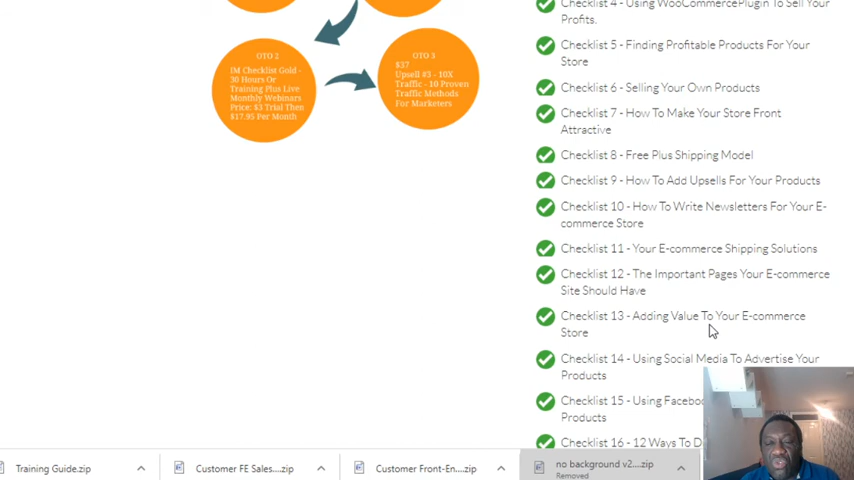 OTO 2
IM Checklist Gold -
30 Hours Or
Training Plus Live
Monthly Webinars
Price: $3 Trial Then
$17.95 Per Month
OTO 3
$37
Upsell #3 - 10X
Traffic - 10 Proven
Traffic Methods
For Marketers
Checklist 4 - Using WooCommercePlugin To Sell Your
Profits.
Checklist 5 - Finding Profitable Products For Your
Store
Checklist 6 - Selling Your Own Products
Checklist 7 - How To Make Your Store Front
Attractive
Checklist 8 - Free Plus Shipping Model
Checklist 9 - How To Add Upsells For Your Products
Checklist 10 - How To Write Newsletters For Your E-
commerce Store
Checklist 11 - Your E-commerce Shipping Solutions
Checklist 12 - The Important Pages Your E-commerce
Site Should Have
Checklist 13 - Adding Value To Your E-commerce
Store
Checklist 14 - Using Social Media To Advertise Your
Products
Checklist 15 - Using Faceboo
Products
Checklist 16 - 12 Ways To D
Training Guide.zip
Customer FE Sales....zip
Customer Front-En....zip
no background v2....zip
Removed